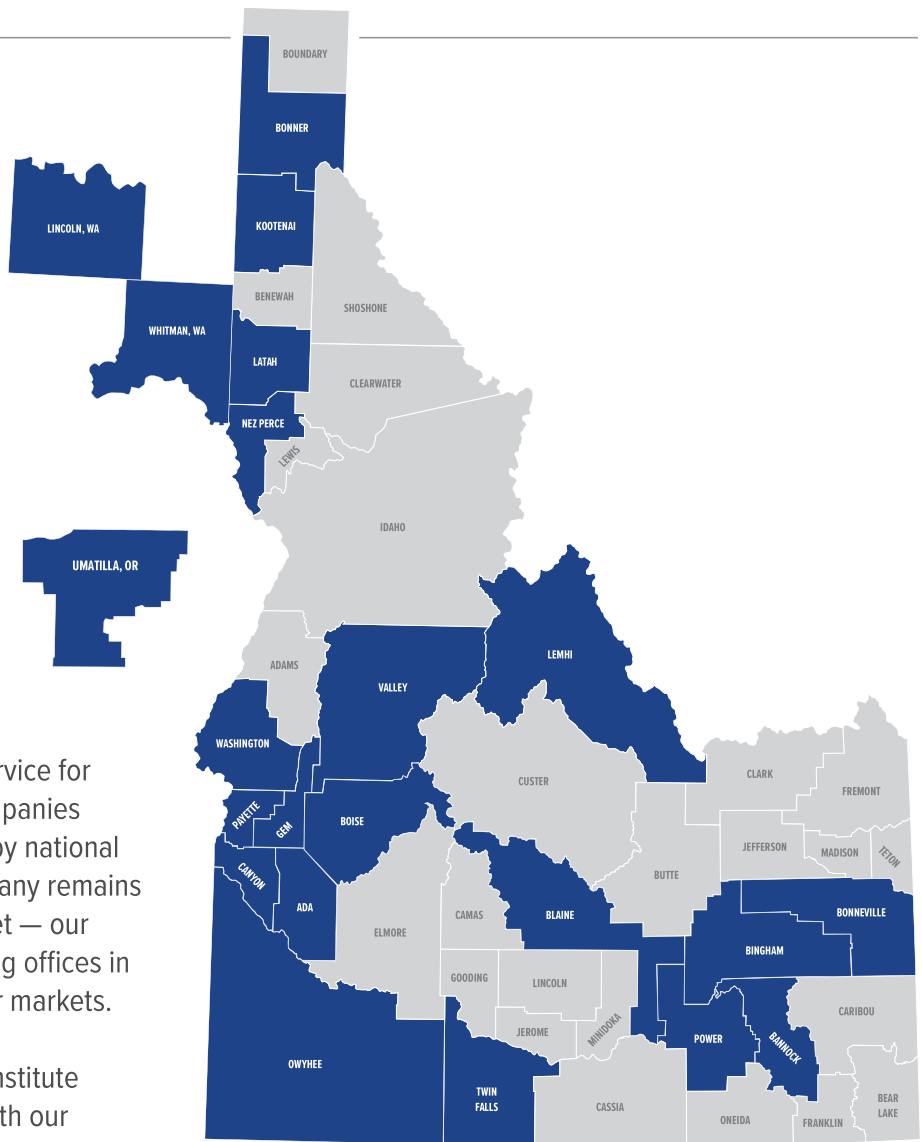 BOUNDARY
BONNER
LINCOLN, WA
KOOTENAI
BENEWAH
SHOSHONE
WHITMAN, WA
LATAH
CLEARWATER
NEZ PERCE
LEWIS
IDAHO
UMATILLA, OR
LEMHI
ADAMS
VALLEY
WASHINGTON
CUSTER
CLARK
FREMONT
PAYETTE
GEM
BOISE
JEFFERSON
MADISON
TETON
BUTTE
CANYON
ADA
ELMORE
CAMAS
BLAINE
BONNEVILLE
BINGHAM
GOODING
LINCOLN
JEROME
MINIDOKA
POWER
BANNOCK
CARIBOU
OWYHEE
TWIN
FALLS
CASSIA
ONEIDA
FRANKLIN
BEAR
LAKE
rvice for
panies
by national
any remains
et — our
g offices in
r markets.
nstitute
th our